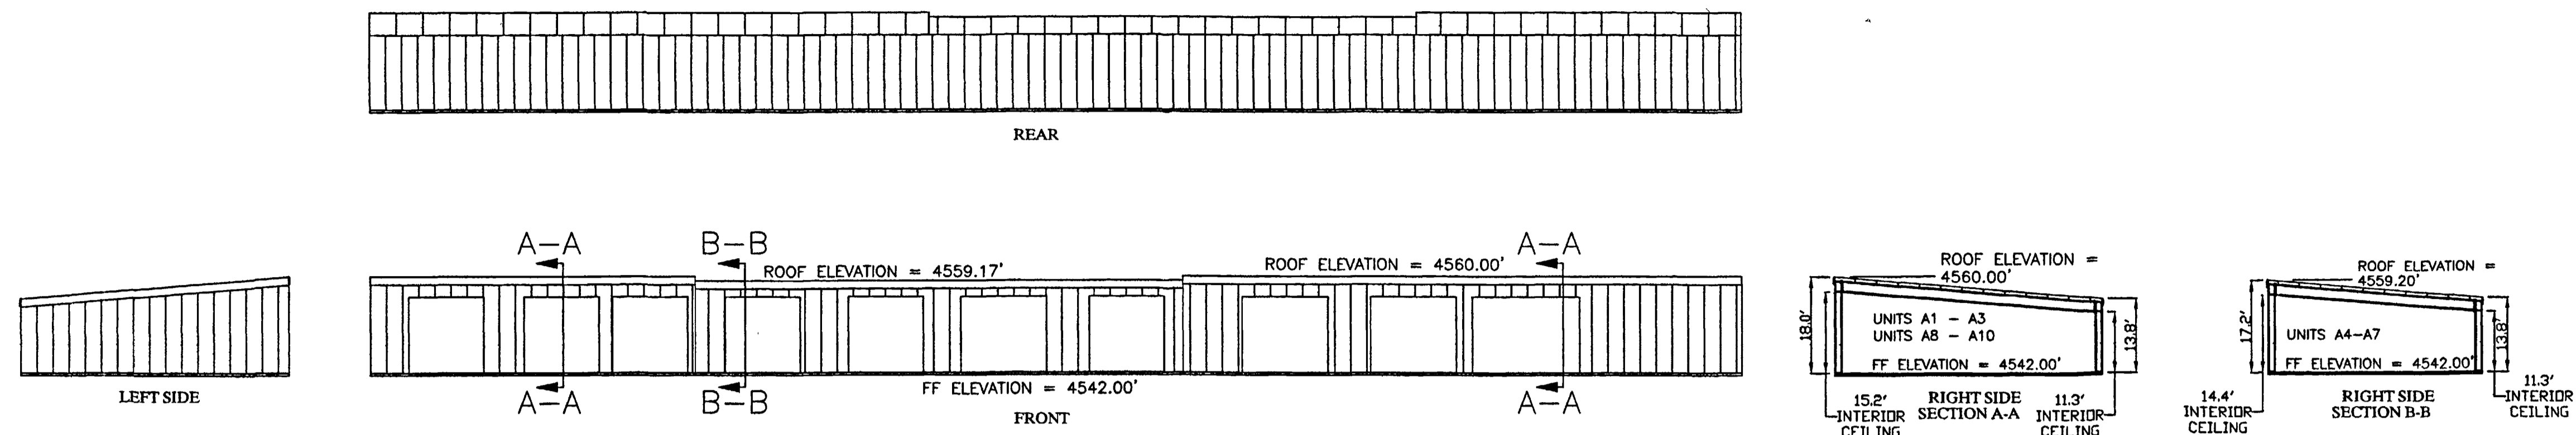 REAR
A—A
B—B
A—A
ROOF ELEVATION = 4559.17'
ROOF ELEVATION = 4560.00'
FF ELEVATION = 4542.00'
A—A
B—B
A—A
LEFT SIDE
FRONT
ROOF ELEVATION =
4560.00'
18.0'
UNITS A1 – A3
UNITS A8 – A10
13.8'
FF ELEVATION = 4542.00'
15.2'
INTERIOR
CEILING
RIGHT SIDE
SECTION A-A
11.3'
INTERIOR
CEILING
ROOF ELEVATION =
4559.20'
17.2'
UNITS A4–A7
13.8'
FF ELEVATION = 4542.00'
14.4'
INTERIOR
CEILING
RIGHT SIDE
SECTION B-B
11.3'
INTERIOR
CEILING